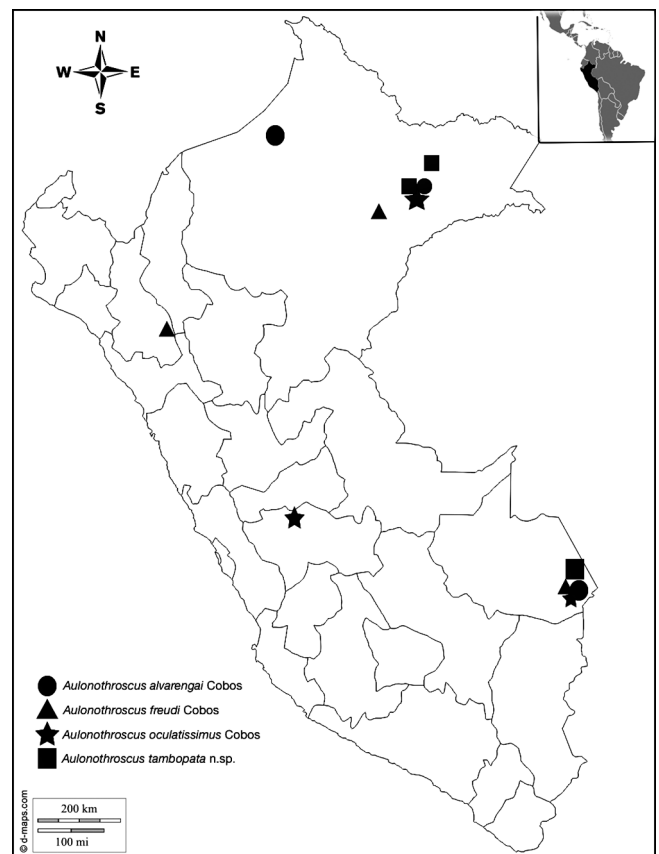 N
W E
S
Aulonothroscus alvarengai Cobos
Aulonothroscus freudi Cobos
Aulonothroscus oculatissimus Cobos
Aulonothroscus tambopata n.sp.
© d-maps.com
200 km
100 mi